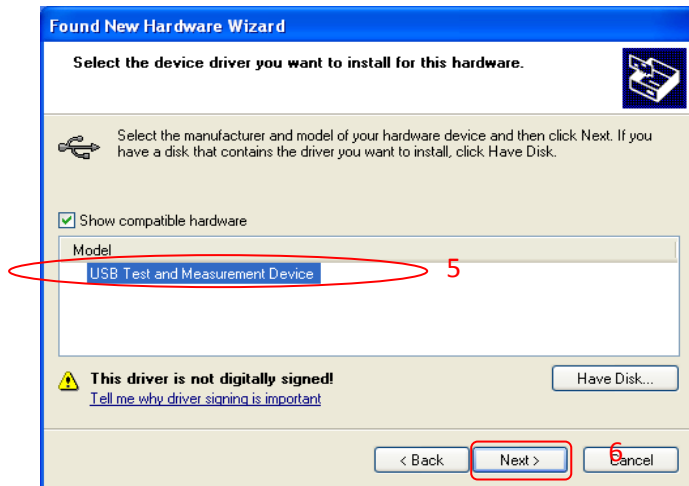 Found New Hardware Wizard
Select the device driver you want to install for this hardware.
Select the manufacturer and model of your hardware device and then click Next. If you
have a disk that contains the driver you want to install, click Have Disk.
Show compatible hardware
Model
USB Test and Measurement Device
5
This driver is not digitally signed!
Have Disk...
Tell me why driver signing is important
< Back
Next >
6
Cancel